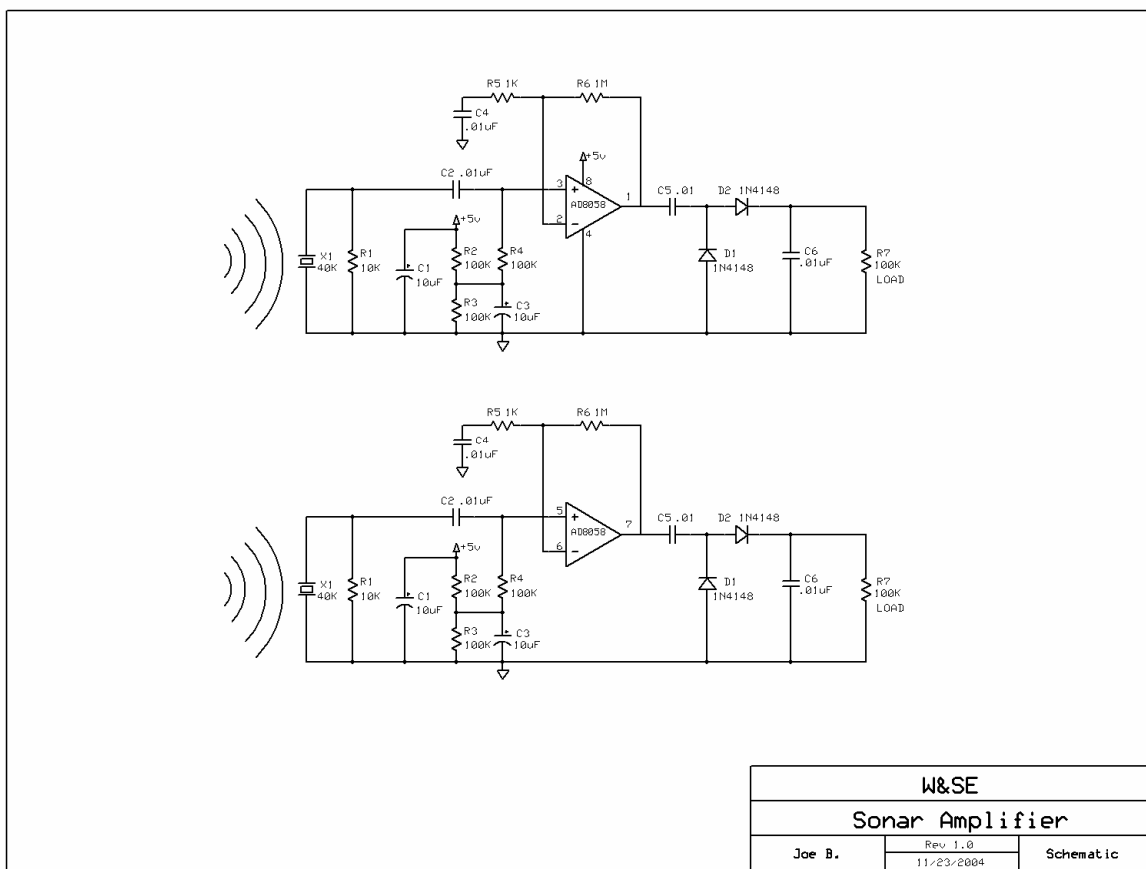 R5 1K
R6 1M
C4
.01uF
+5v
C2 .01uF
3
8
AD8058
1
C5 .01
D2 1N4148
+5v
2
4
X1
40K
R1
10K
C1
10uF
R2
100K
R4
100K
D1
1N4148
C6
.01uF
R7
100K
LOAD
R3
100K
C3
10uF
R5 1K
R6 1M
C4
.01uF
C2 .01uF
5
AD8058
7
C5 .01
D2 1N4148
+5v
6
X1
40K
R1
10K
C1
10uF
R2
100K
R4
100K
D1
1N4148
C6
.01uF
R7
100K
LOAD
R3
100K
C3
10uF
W&SE
Sonar Amplifier
Joe B.
Rev 1.0
11/23/2004
Schematic